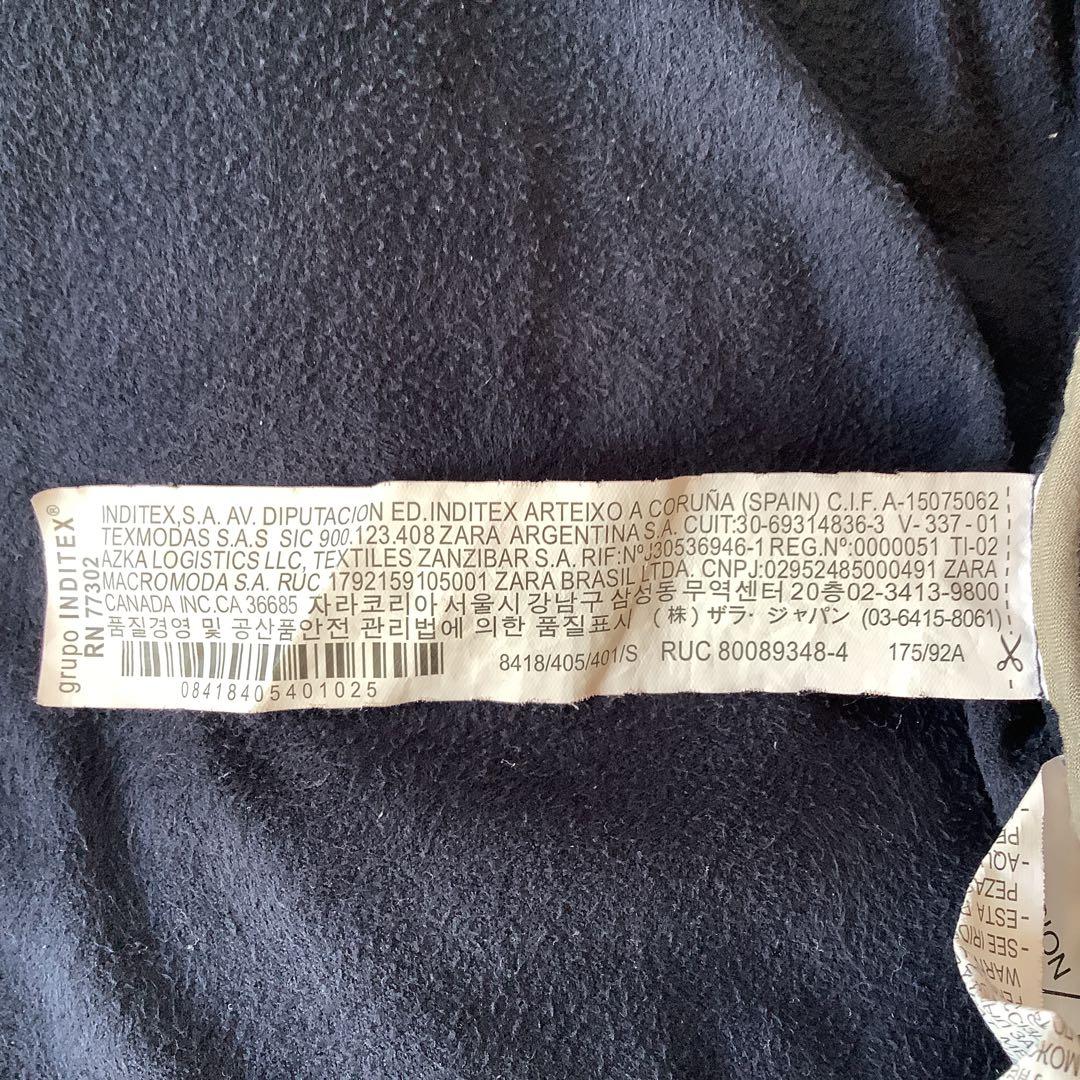 grupo INDITEX®
RN 77302
INDITEX,S.A. AV. DIPUTACION ED.INDITEX ARTEIXO A CORUÑA (SPAIN) C.I.F. A-15075062
TEXMODAS S.A.S SIC 900.123.408 ZARA ARGENTINA S.A. CUIT:30-69314836-3 V-337-01
AZKA LOGISTICS LLC, TEXTILES ZANZIBAR S.A. RIF:NºJ30536946-1 REG.Nº:0000051 TI-02
MACROMODA S.A. RUC 1792159105001 ZARA BRASIL LTDA. CNPJ:02952485000491 ZARA
CANADA INC.CA 36685 자라코리아 서울시 강남구 삼성동 무역센터 20층02-3413-9800
품질경영 및 공산품안전 관리법에 의한 품질표시 (株) ザラ・ジャパン (03-6415-8061)
8418/405/401/S RUC 80089348-4 175/92A
08418405401025
PEZAS
-ESTA
-SEE
WARN